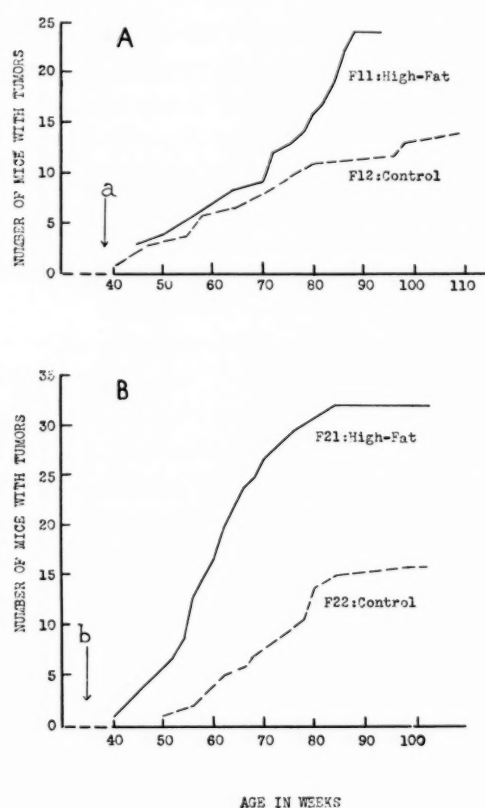 NUMBER OF MICE WITH TUMORS
25
20
15
10
5
0
A
a
F11:High-Fat
F12:Control
40 50 60 70 80 90 100 110
NUMBER OF MICE WITH TUMORS
35
30
25
20
15
10
5
0
B
b
F21:High-Fat
F22:Control
40 50 60 70 80 90 100
AGE IN WEEKS